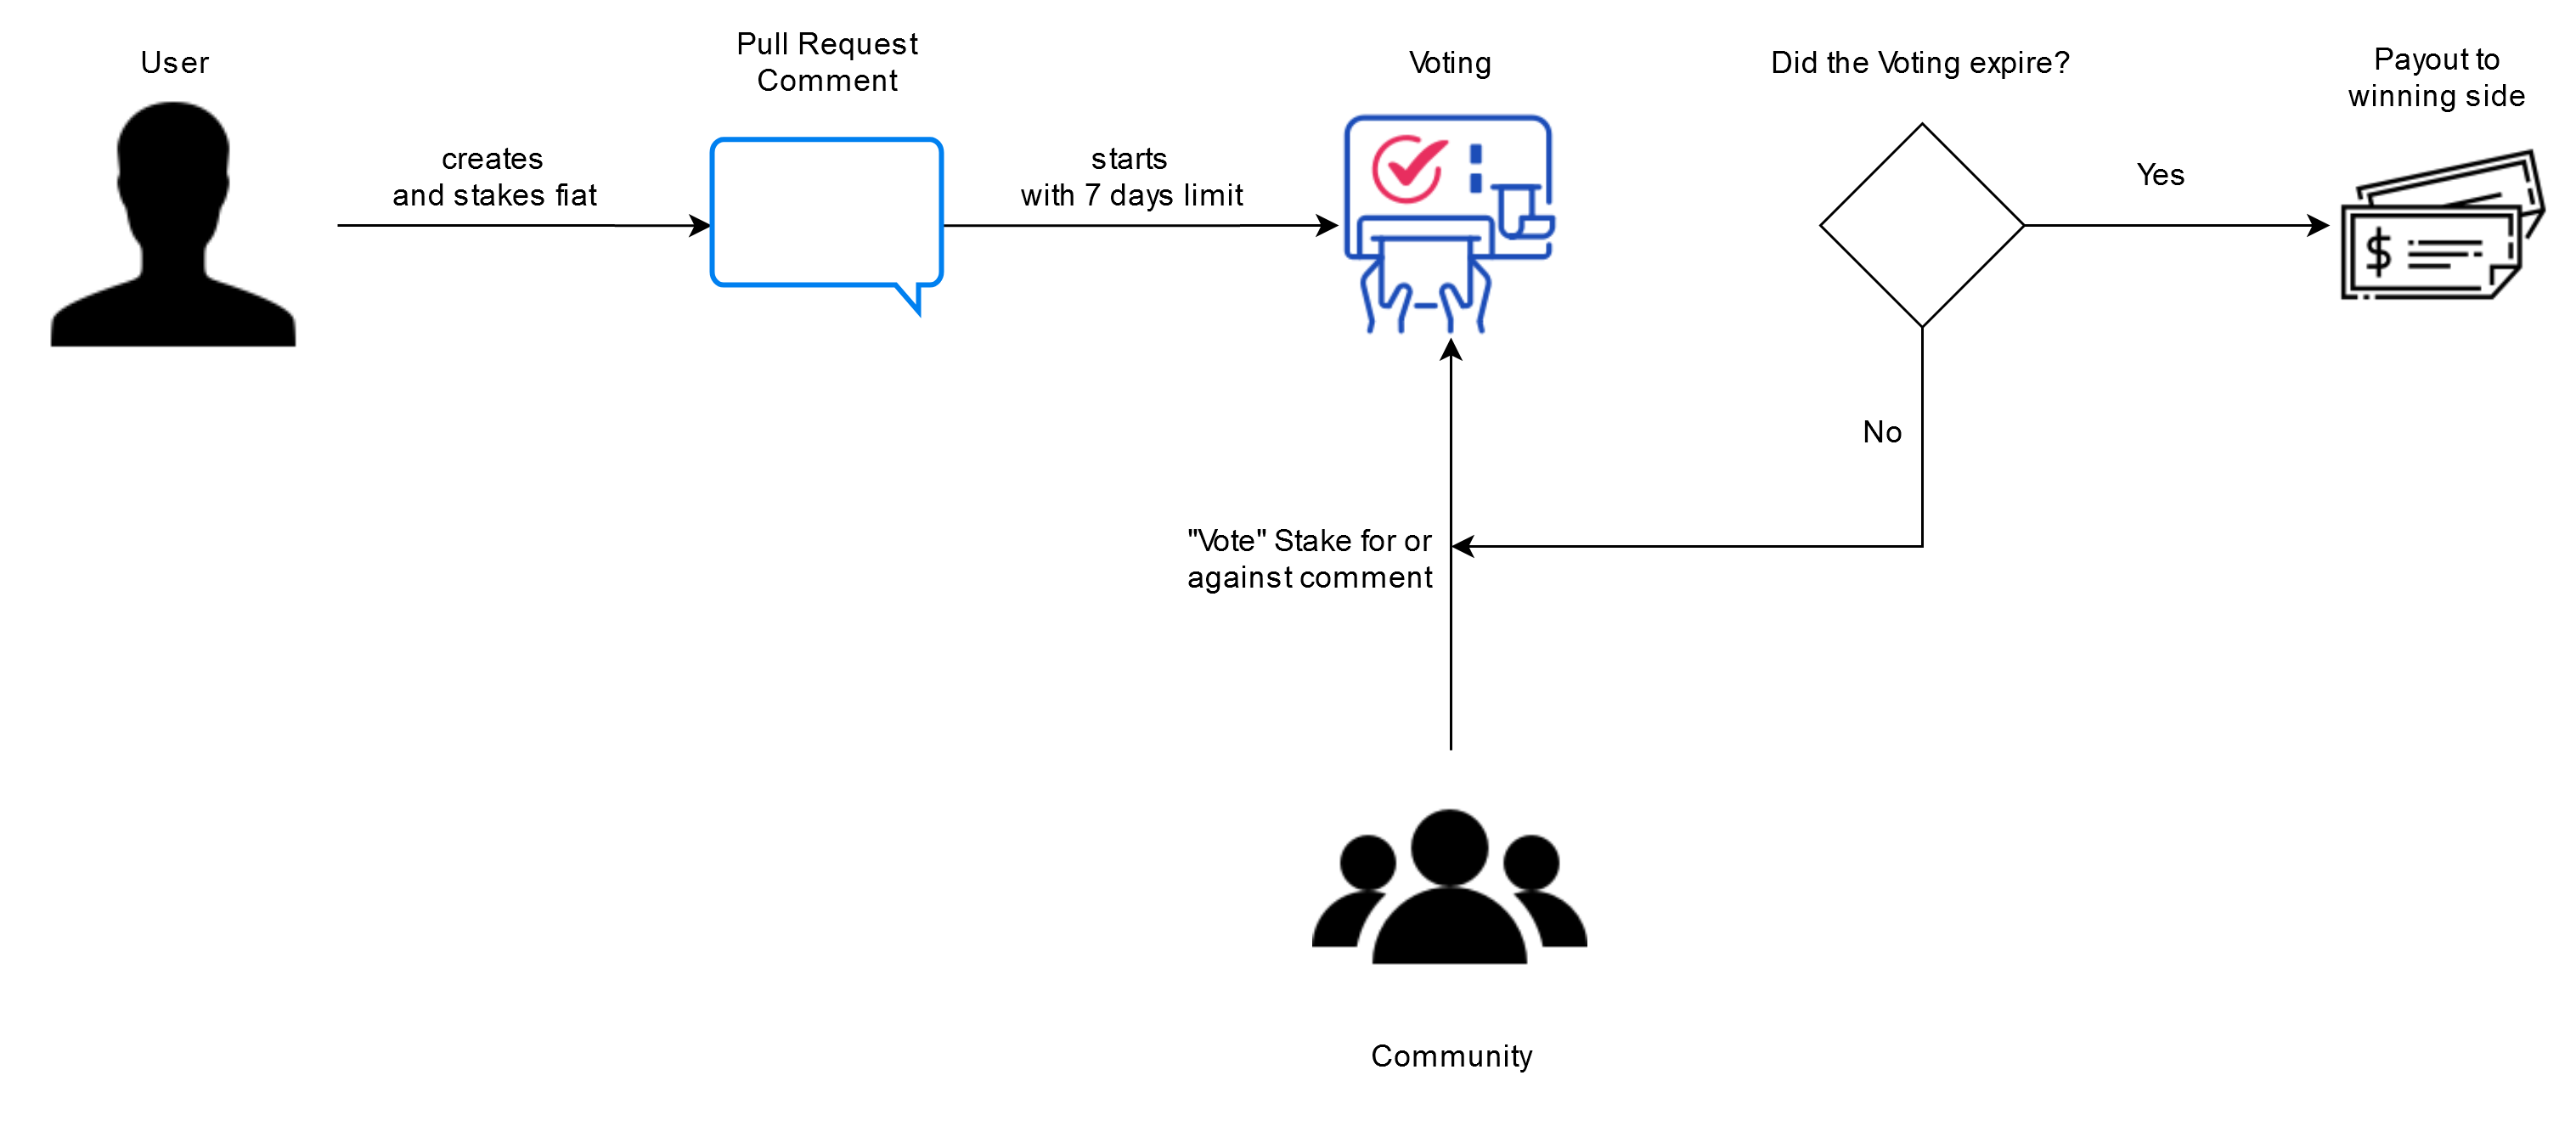 User
creates
and stakes fiat
Pull Request
Comment
starts
with 7 days limit
Voting
"Vote" Stake for or
against comment
Community
Did the Voting expire?
No
Yes
Payout to
winning side
$